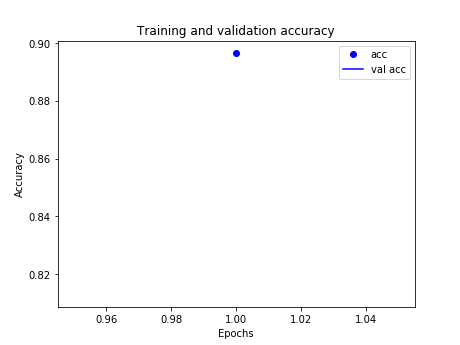 Training and validation accuracy
0.90
0.88
0.86
0.84
0.82
Accuracy
acc
val acc
0.96 0.98 1.00 1.02 1.04
Epochs